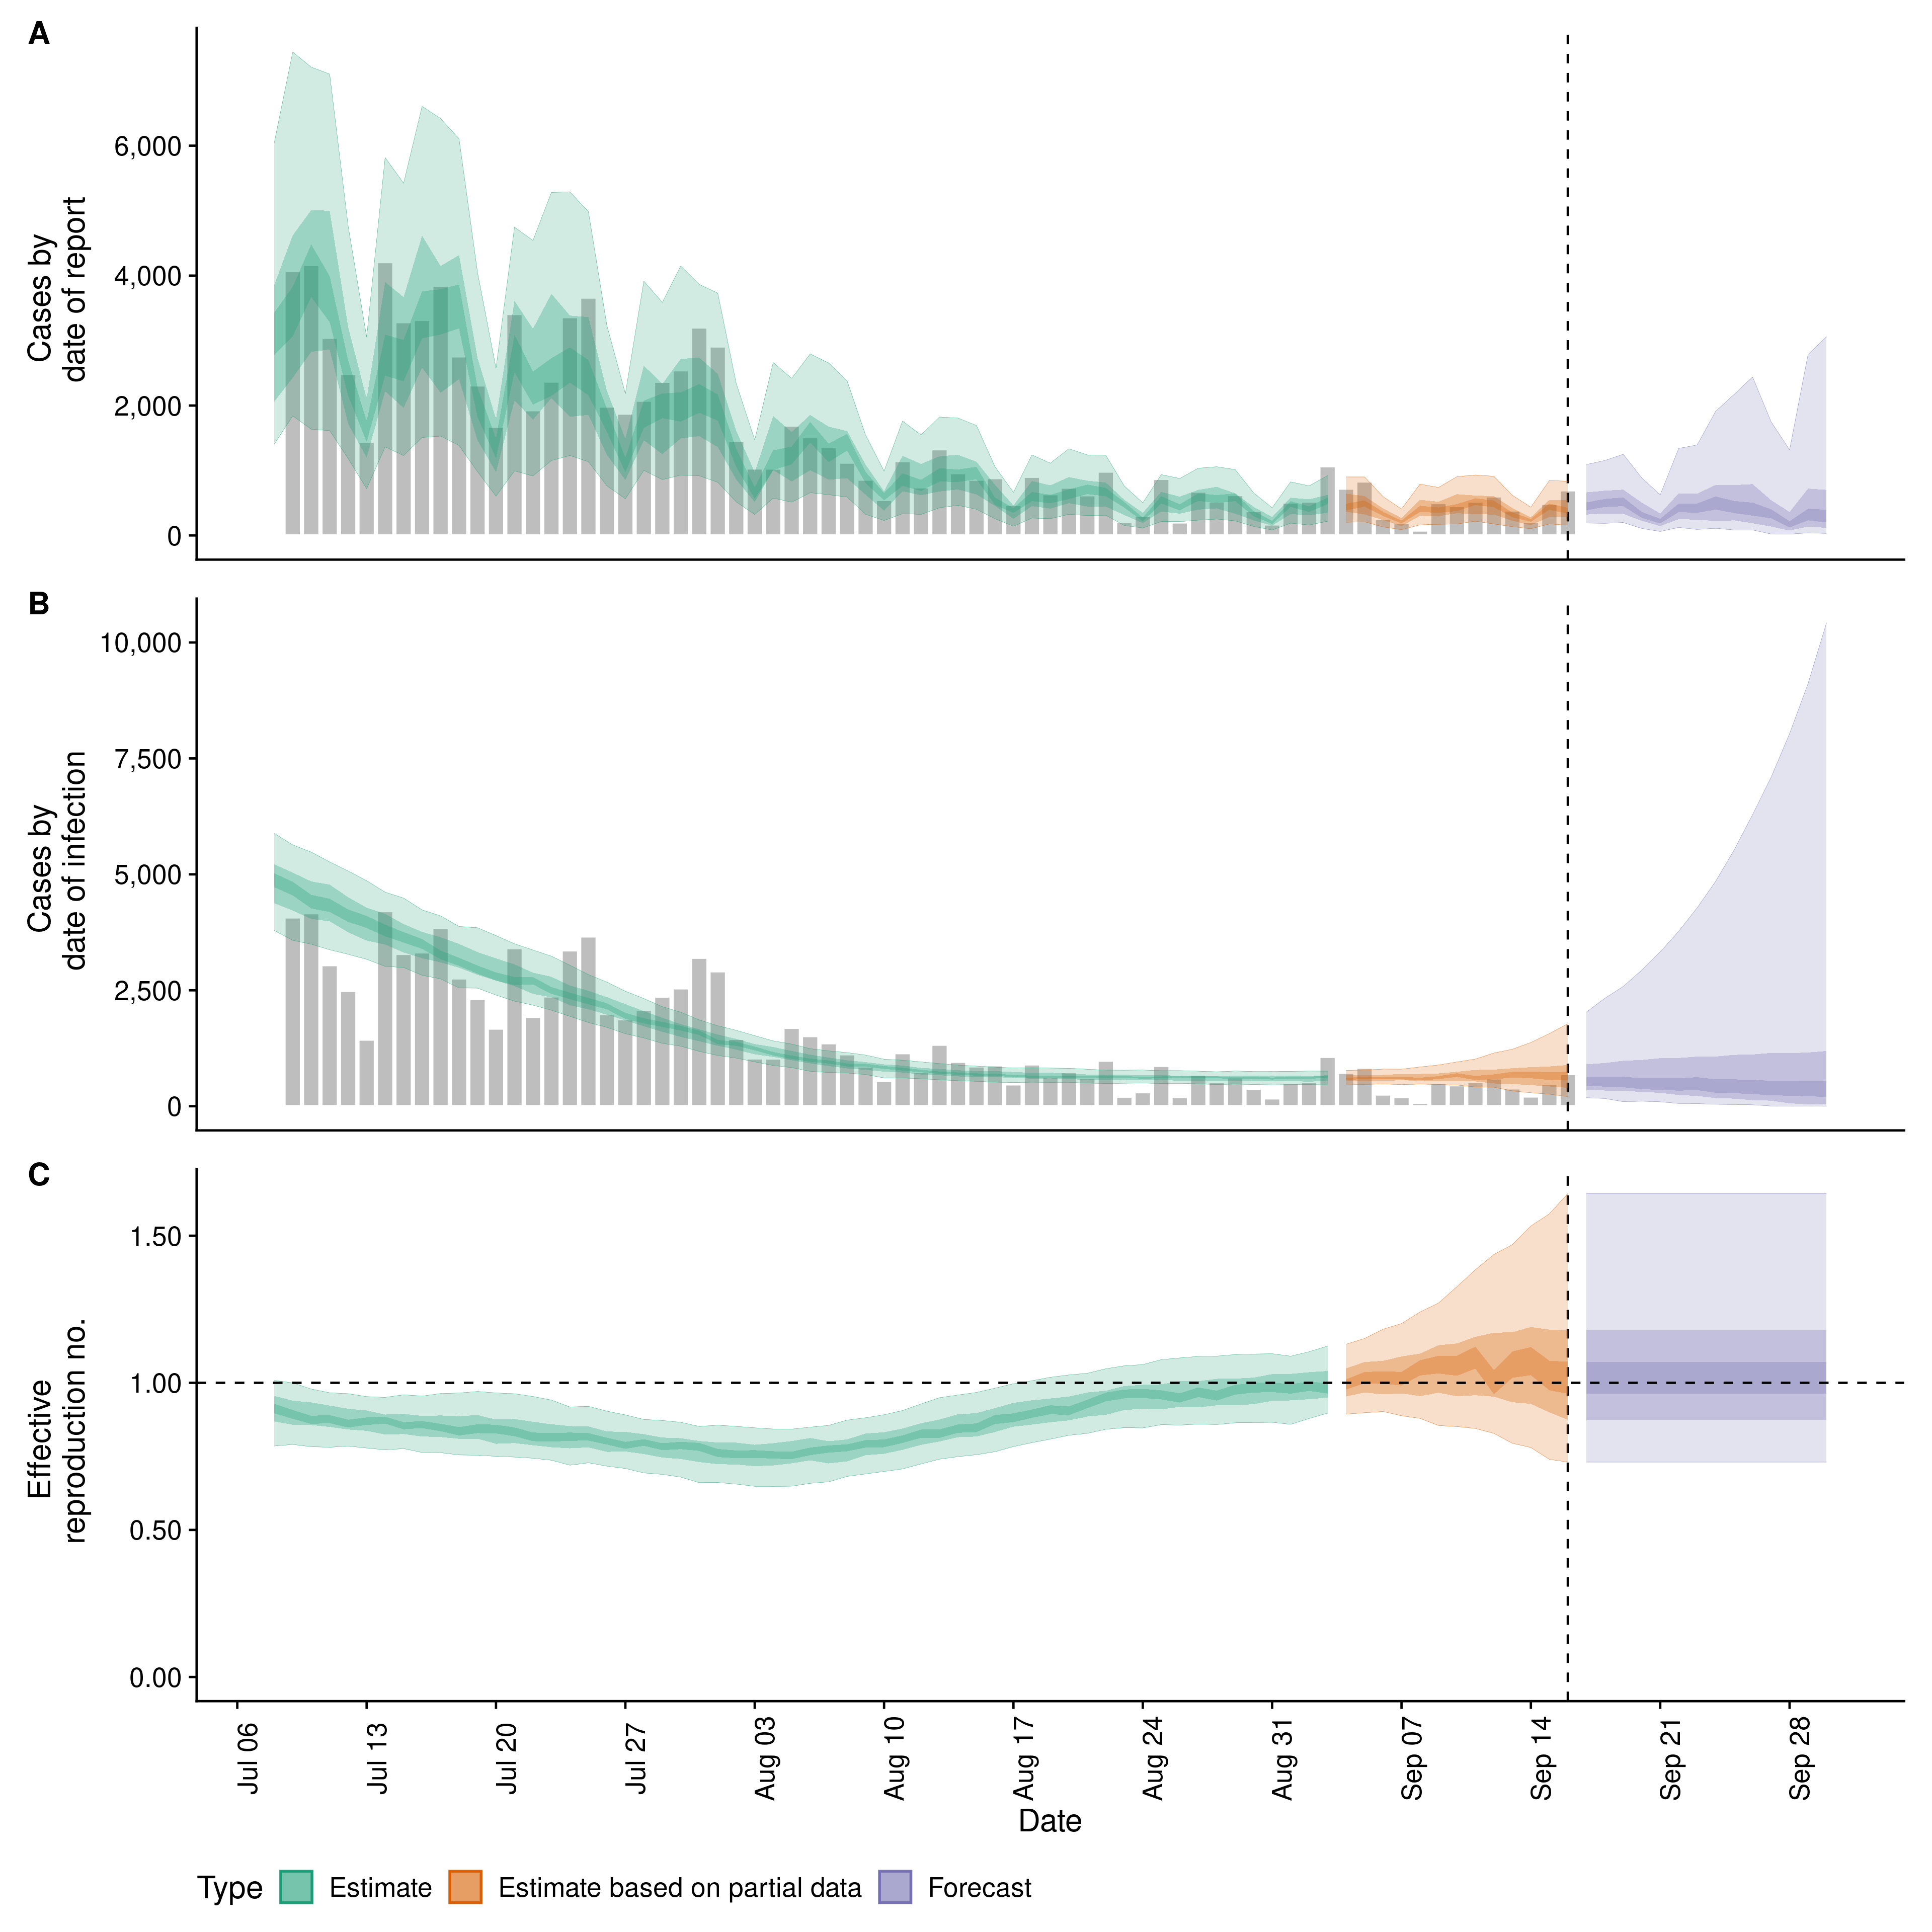 A
Cases by
date of report
6,000
4,000
2,000
0
B
Cases by
date of infection
10,000
7,500
5,000
2,500
0
C
Effective
reproduction no.
1.50
1.00
0.50
0.00
Jul 06
Jul 13
Jul 20
Jul 27
Aug 03
Aug 10
Aug 17
Aug 24
Aug 31
Sep 07
Sep 14
Sep 21
Sep 28
Date
Type Estimate Estimate based on partial data Forecast